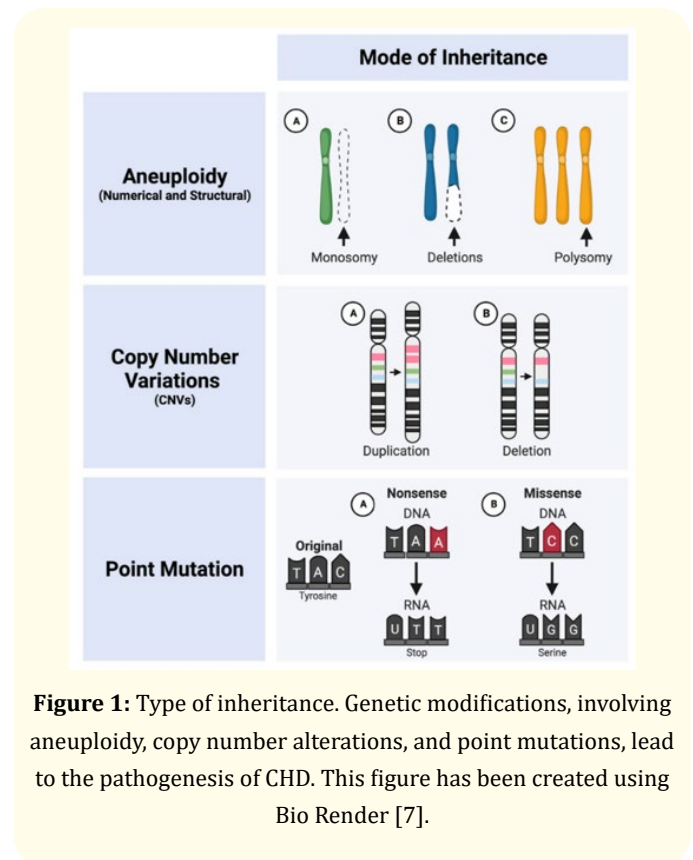 Mode of Inheritance
Aneuploidy
(Numerical and Structural)
A
B
C
Monosomy
Deletions
Polysomy
Copy Number
Variations
(CNVs)
A
B
Duplication
Deletion
Point Mutation
Original
T A C
Tyrosine
A
Nonsense
DNA
T A A
RNA
U T T
Stop
B
Missense
DNA
T C C
RNA
U G G
Serine
Figure 1: Type of inheritance. Genetic modifications, involving
aneuploidy, copy number alterations, and point mutations, lead
to the pathogenesis of CHD. This figure has been created using
Bio Render [7].